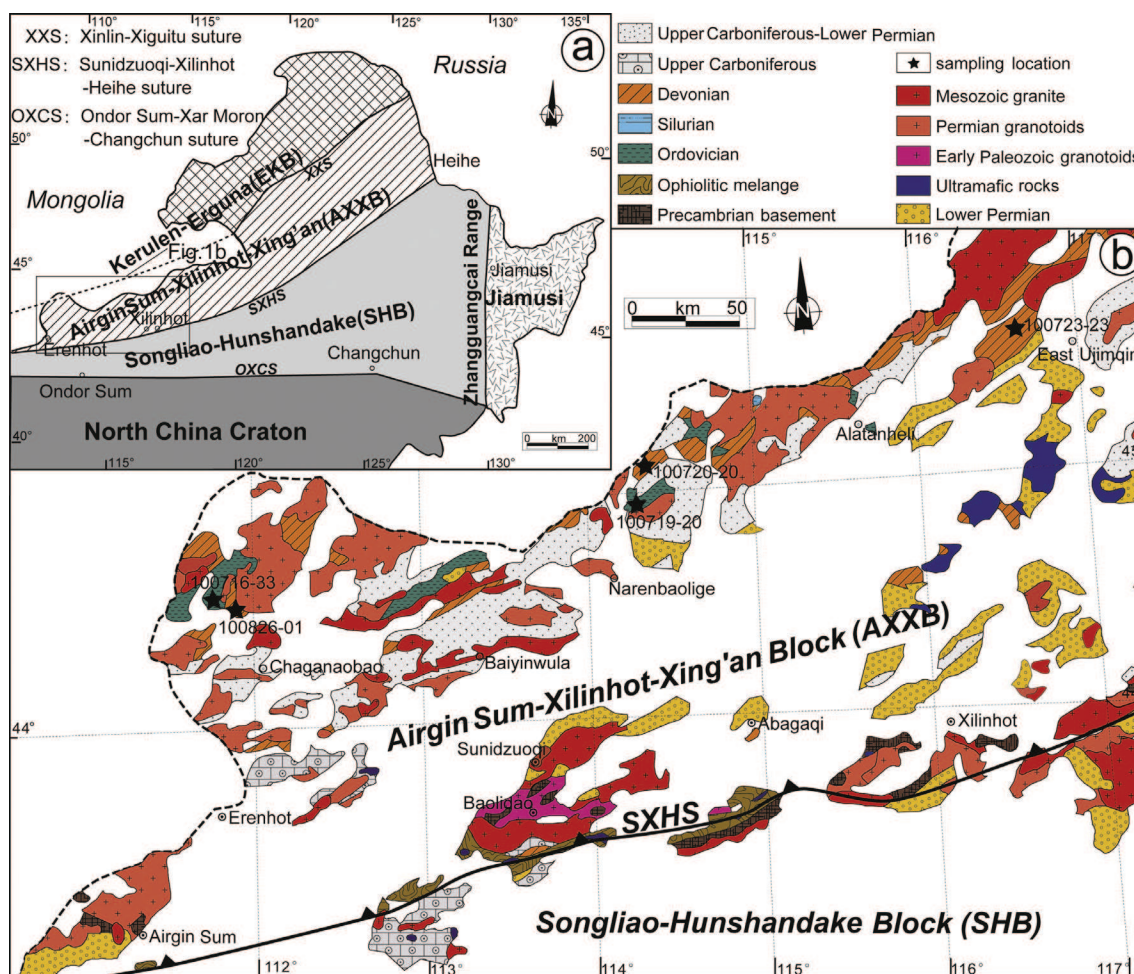 110°
120°
130°
135°
XXS: Xinlin-Xiguitu suture
SXHS: Sunidzuoqi-Xilinhot
-Heihe suture
OXCS: Ondor Sum-Xar Moron
-Changchun suture
a
Russia
N
50°
50°
Mongolia
Heihe
XXS
Kerulen-Erguna(EKB)
Fig.1b
AirginSum-Xilinhot-Xing'an(AXXB)
45°
45°
Xilinhot
SXHS
Erenhot
Songliao-Hunshandake(SHB)
Zhangguangcai Range
Jiamusi
Jiamusi
Changchun
OXCS
Ondor Sum
North China Craton
40°
0 km 200
115°
120°
125°
130°
Upper Carboniferous-Lower Permian
Upper Carboniferous
Devonian
Silurian
Ordovician
Ophiolitic melange
Precambrian basement
sampling location
Mesozoic granite
Permian granotoids
Early Paleozoic granotoids
Ultramafic rocks
Lower Permian
115°
116°
117°
b
0 km 50
N
100723-23
East Ujimqin
Alatanheli
100720-20
100719-20
Narenbaolige
100716-33
100826-01
Chaganaobao
Baiyinwula
Airgin Sum-Xilinhot-Xing'an Block (AXXB)
44°
Abagaqi
Xilinhot
Sunidzuoqi
Baolidao
SXHS
Erenhot
Airgin Sum
Songliao-Hunshandake Block (SHB)
112°
113°
114°
115°
116°
117°